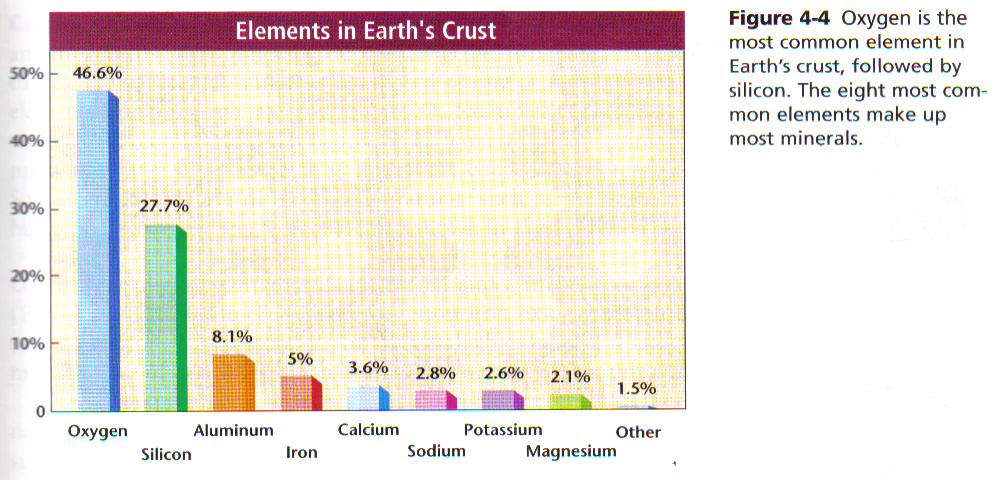 Elements in Earth's Crust
50%
40%
30%
20%
10%
0
46.6%
27.7%
8.1%
5%
3.6%
2.8%
2.6%
2.1%
1.5%
Oxygen
Silicon
Aluminum
Iron
Calcium
Sodium
Potassium
Magnesium
Other
Figure 4-4 Oxygen is the
most common element in
Earth's crust, followed by
silicon. The eight most com-
mon elements make up
most minerals.